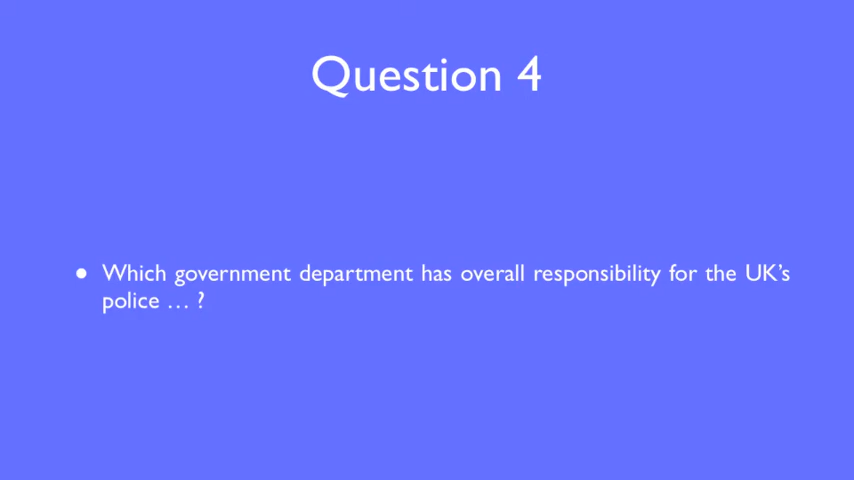 Question 4
• Which government department has overall responsibility for the UK’s
police … ?